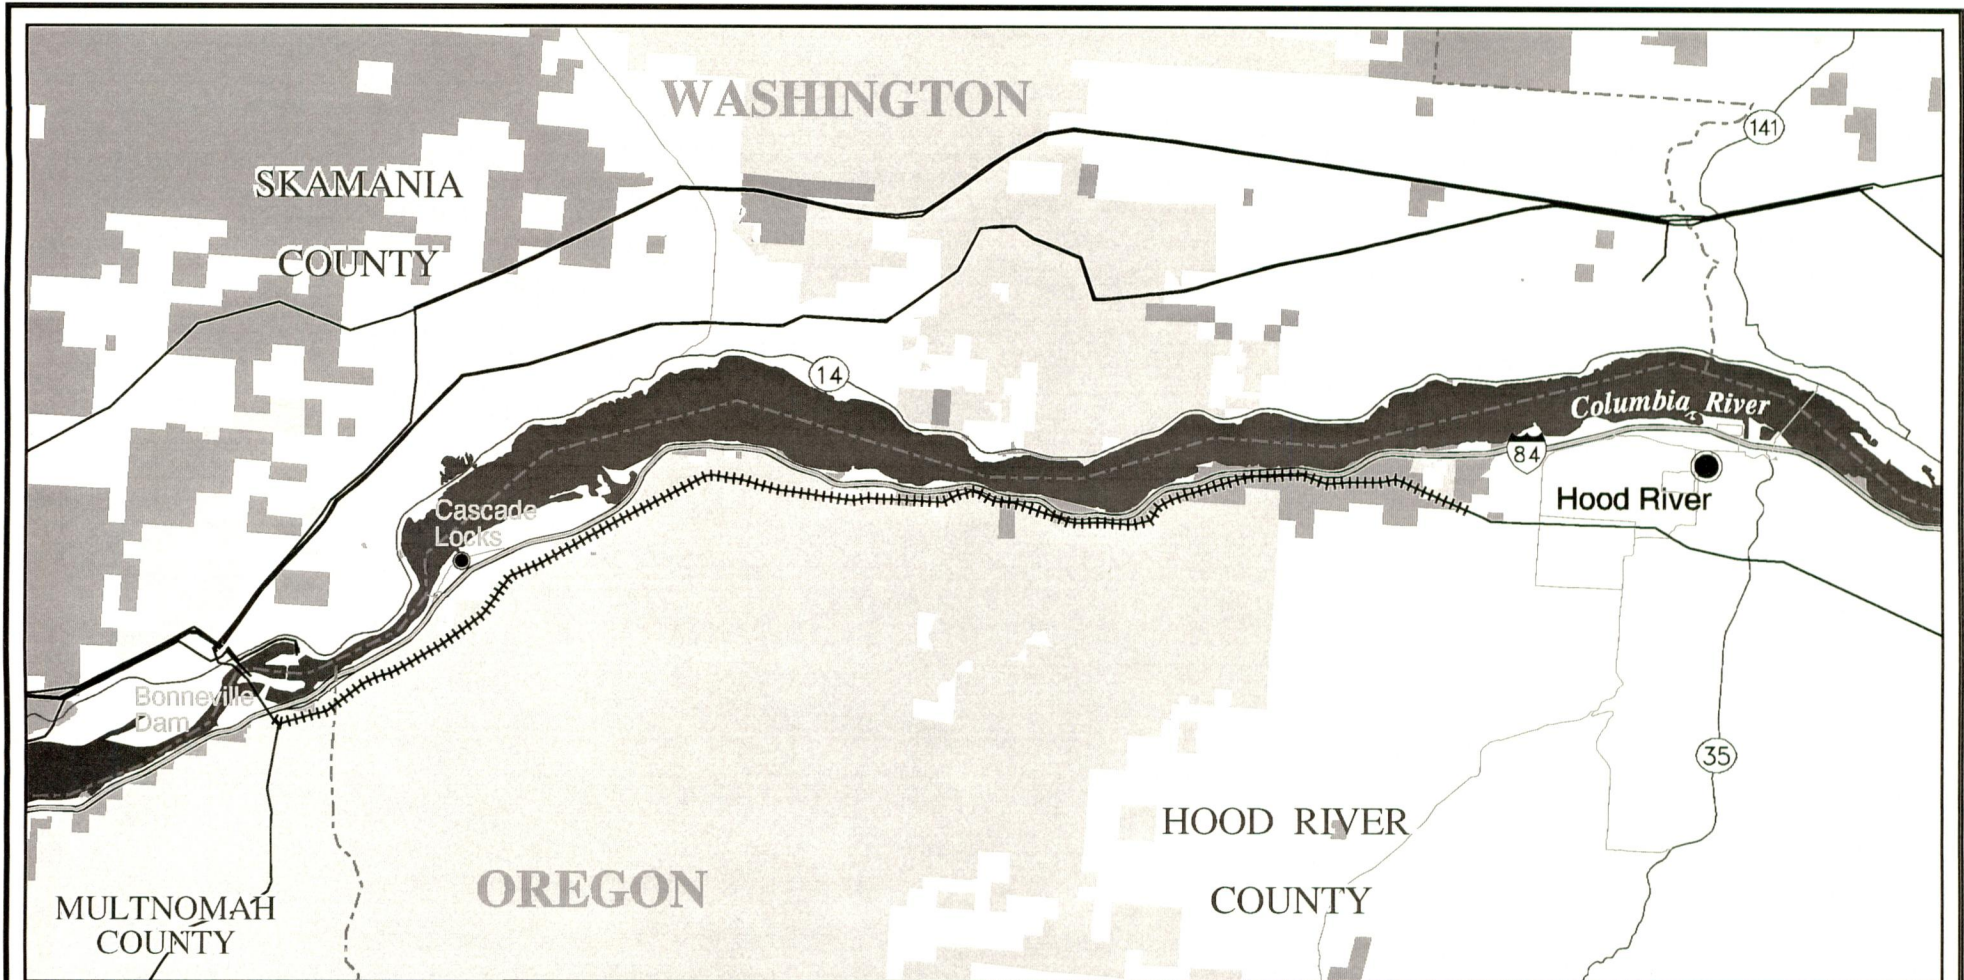 WASHINGTON
141
SKAMANIA
COUNTY
14
Columbia River
84
Hood River
Cascade
Locks
Bonneville
Dam
35
HOOD RIVER
COUNTY
OREGON
MULTNOMAH
COUNTY